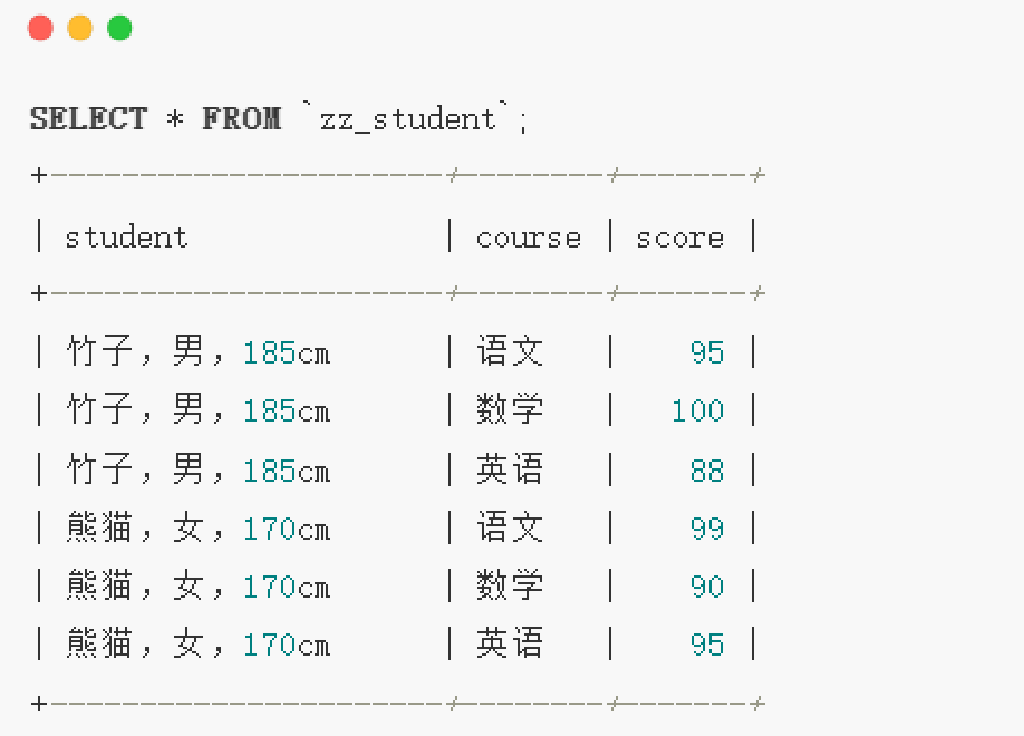 SELECT * FROM `zz_student`;
+----------------------+--------+-------+
| student | course | score |
+----------------------+--------+-------+
| 竹子，男，185cm | 语文 | 95 |
| 竹子，男，185cm | 数学 | 100 |
| 竹子，男，185cm | 英语 | 88 |
| 熊猫，女，170cm | 语文 | 99 |
| 熊猫，女，170cm | 数学 | 90 |
| 熊猫，女，170cm | 英语 | 95 |
+----------------------+--------+-------+